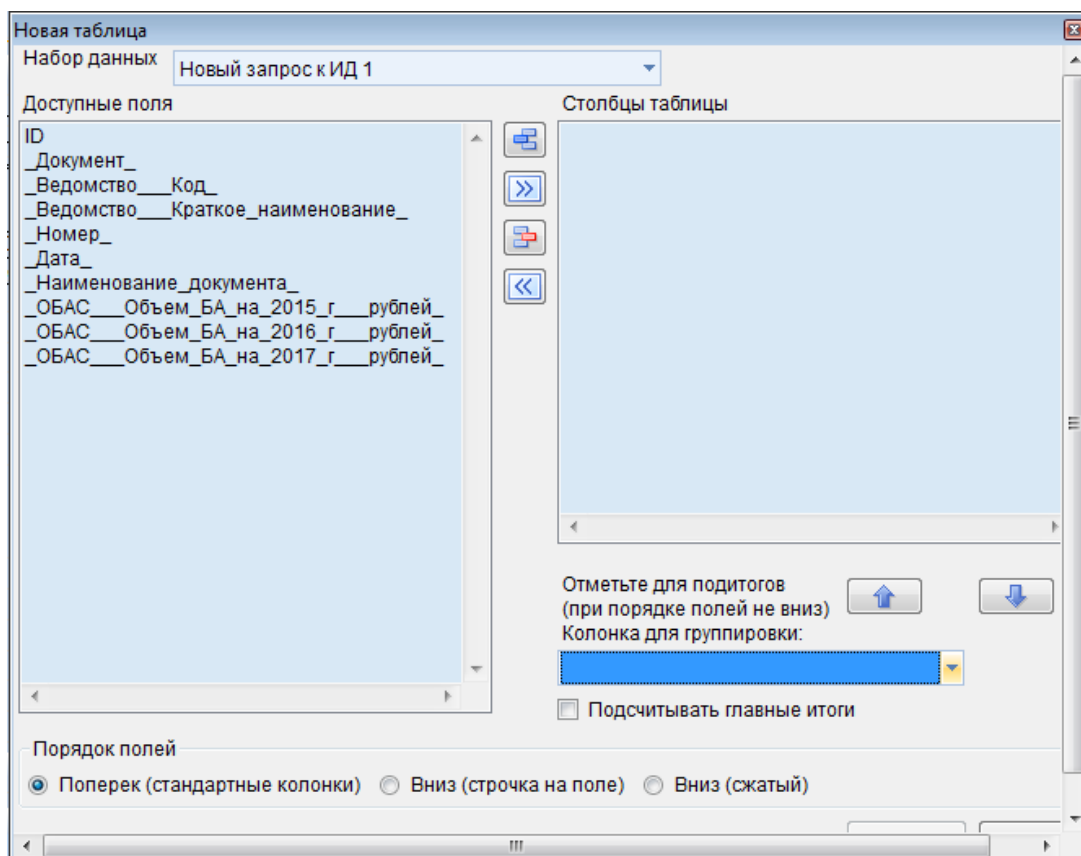 Новая таблица
Набор данных
Новый запрос к ИД 1
Доступные поля
Столбцы таблицы
ID
_Документ_
_Ведомство___Код_
_Ведомство___Краткое_наименование_
_Номер_
_Дата_
_Наименование_документа_
_ОБАС___Объем_БА_на_2015_г___рублей_
_ОБАС___Объем_БА_на_2016_г___рублей_
_ОБАС___Объем_БА_на_2017_г___рублей_
Отметьте для подитогов
(при порядке полей не вниз)
Колонка для группировки:
Подсчитывать главные итоги
Порядок полей
Поперек (стандартные колонки)
Вниз (строчка на поле)
Вниз (сжатый)